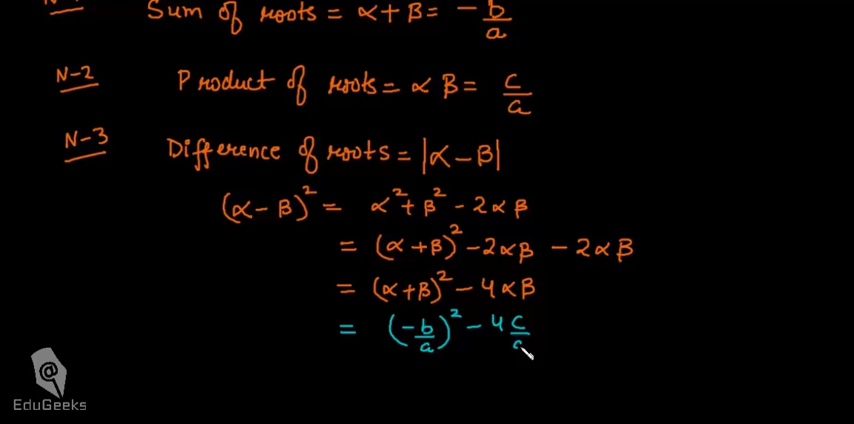 Sum of roots = α + β = - b/a
N-2 Product of roots = α β = c/a
N-3 Difference of roots = |α - β|
(α - β)² = α² + β² - 2αβ
= (α + β)² - 2αβ - 2αβ
= (α + β)² - 4αβ
= (-b/a)² - 4 c/
EduGeeks